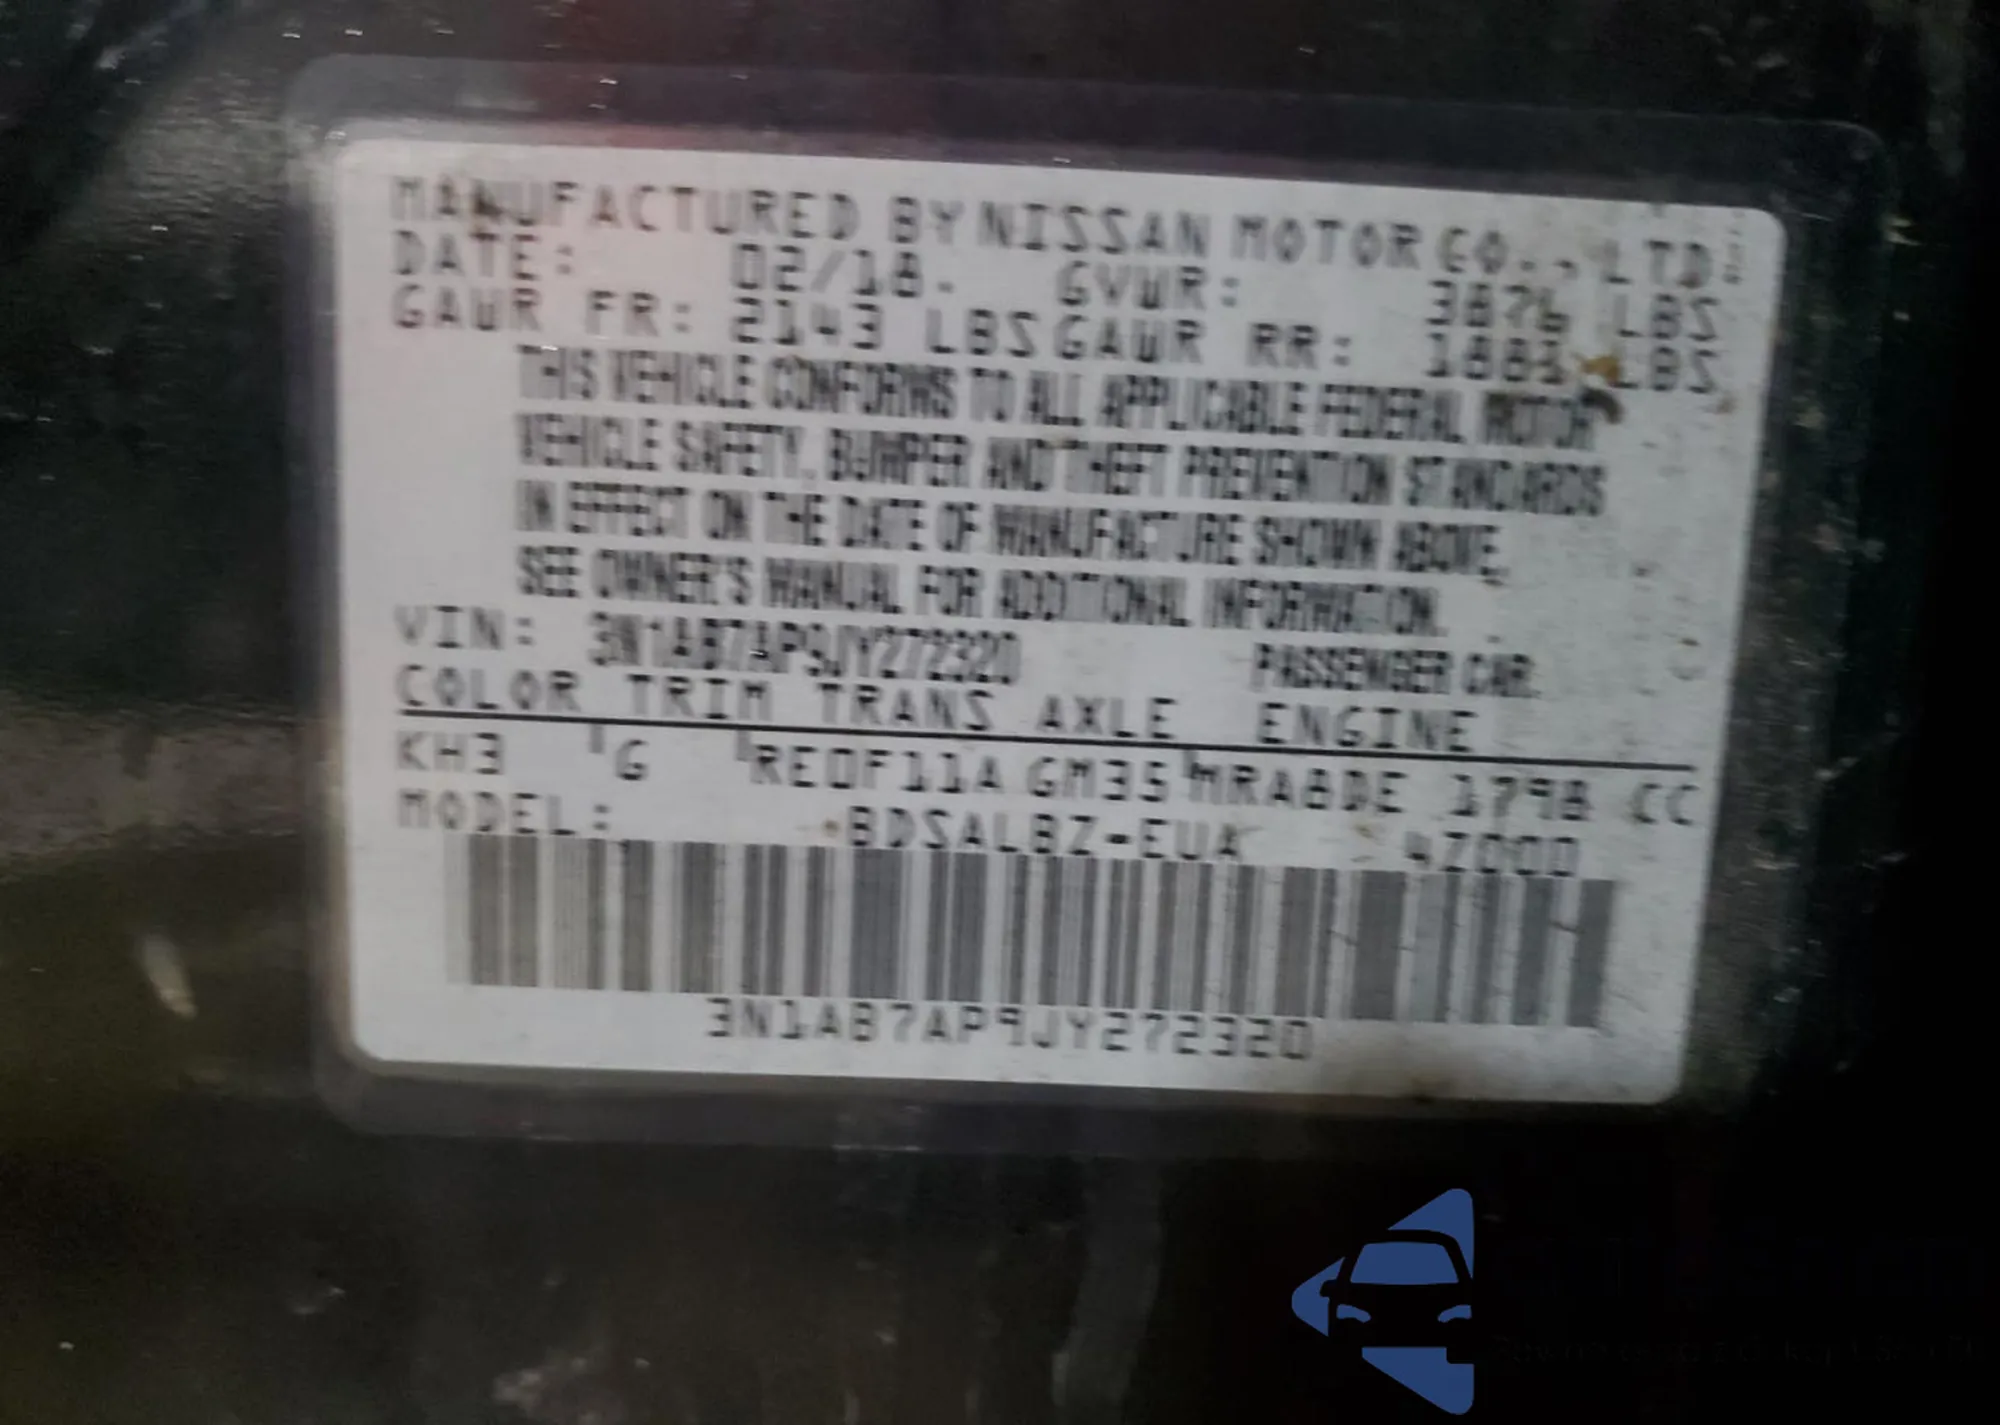 MANUFACTURED BY NISSAN MOTOR CO., LTD.
DATE: 02/18. GVWR: 3876 LBS
GAWR FR: 2143 LBS GAWR RR: 1881 LBS
THIS VEHICLE CONFORMS TO ALL APPLICABLE FEDERAL MOTOR
VEHICLE SAFETY, BUMPER AND THEFT PREVENTION STANDARDS
IN EFFECT ON THE DATE OF MANUFACTURE SHOWN ABOVE.
SEE OWNER'S MANUAL FOR ADDITIONAL INFORMATION.
VIN: 3N1AB7AP9JY272320 PASSENGER CAR.
COLOR TRIM TRANS AXLE ENGINE
KH3 G RE0F11A GM35 MRA8DE 1798 CC
MODEL: BDSALBZ-EUA 4Z000
3N1AB7AP9JY272320